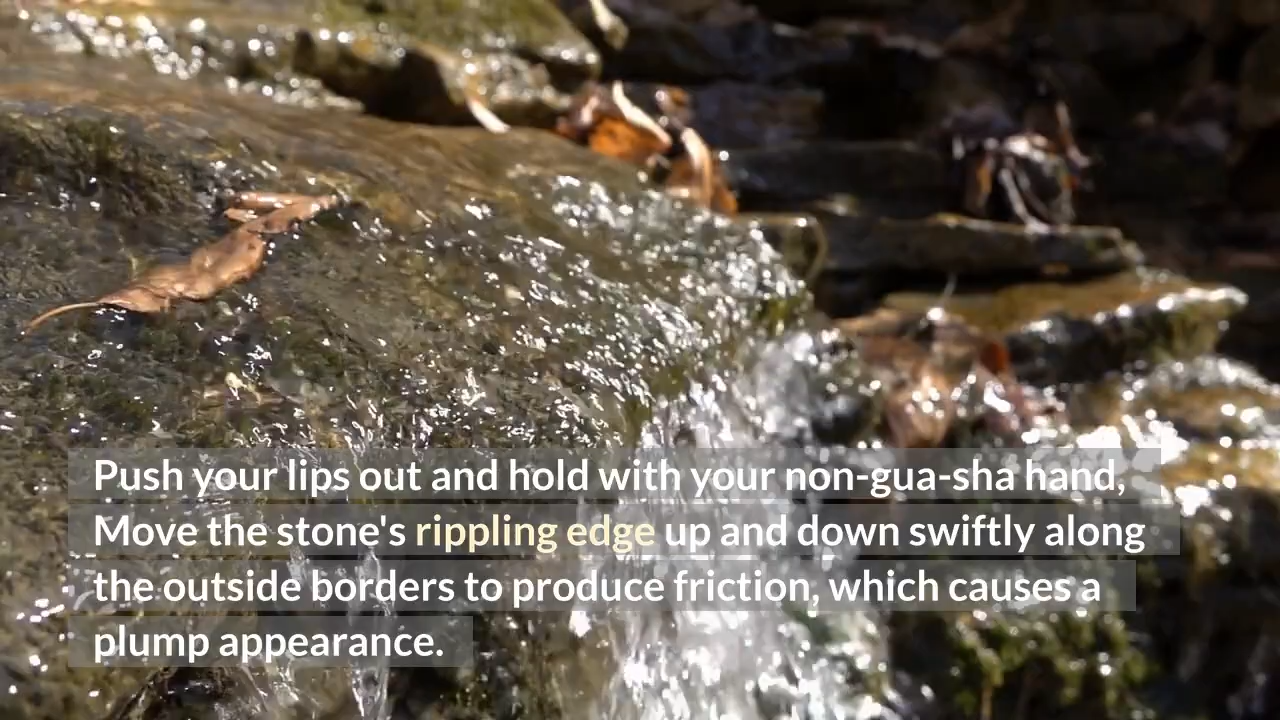 Push your lips out and hold with your non-gua-sha hand,
Move the stone's rippling edge up and down swiftly along
the outside borders to produce friction, which causes a
plump appearance.